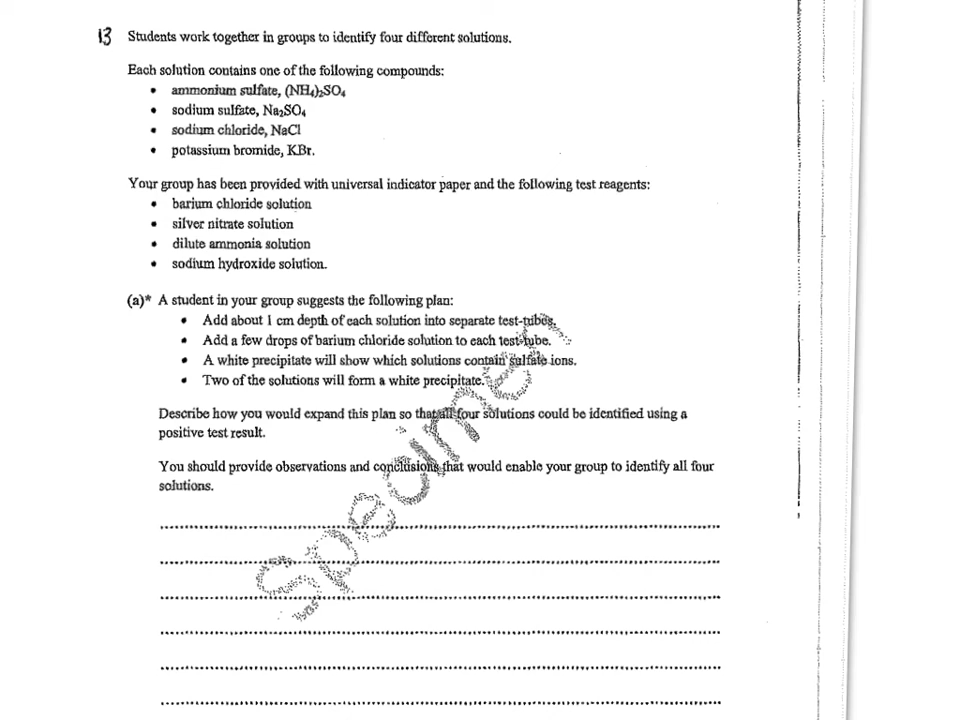 13 Students work together in groups to identify four different solutions.
Each solution contains one of the following compounds:
• ammonium sulfate, (NH₄)₂SO₄
• sodium sulfate, Na₂SO₄
• sodium chloride, NaCl
• potassium bromide, KBr.
Your group has been provided with universal indicator paper and the following test reagents:
• barium chloride solution
• silver nitrate solution
• dilute ammonia solution
• sodium hydroxide solution.
(a)* A student in your group suggests the following plan:
• Add about 1 cm depth of each solution into separate test-tubes.
• Add a few drops of barium chloride solution to each test-tube.
• A white precipitate will show which solutions contain sulfate ions.
• Two of the solutions will form a white precipitate.
Describe how you would expand this plan so that all four solutions could be identified using a
positive test result.
You should provide observations and conclusions that would enable your group to identify all four
solutions.
Specimen